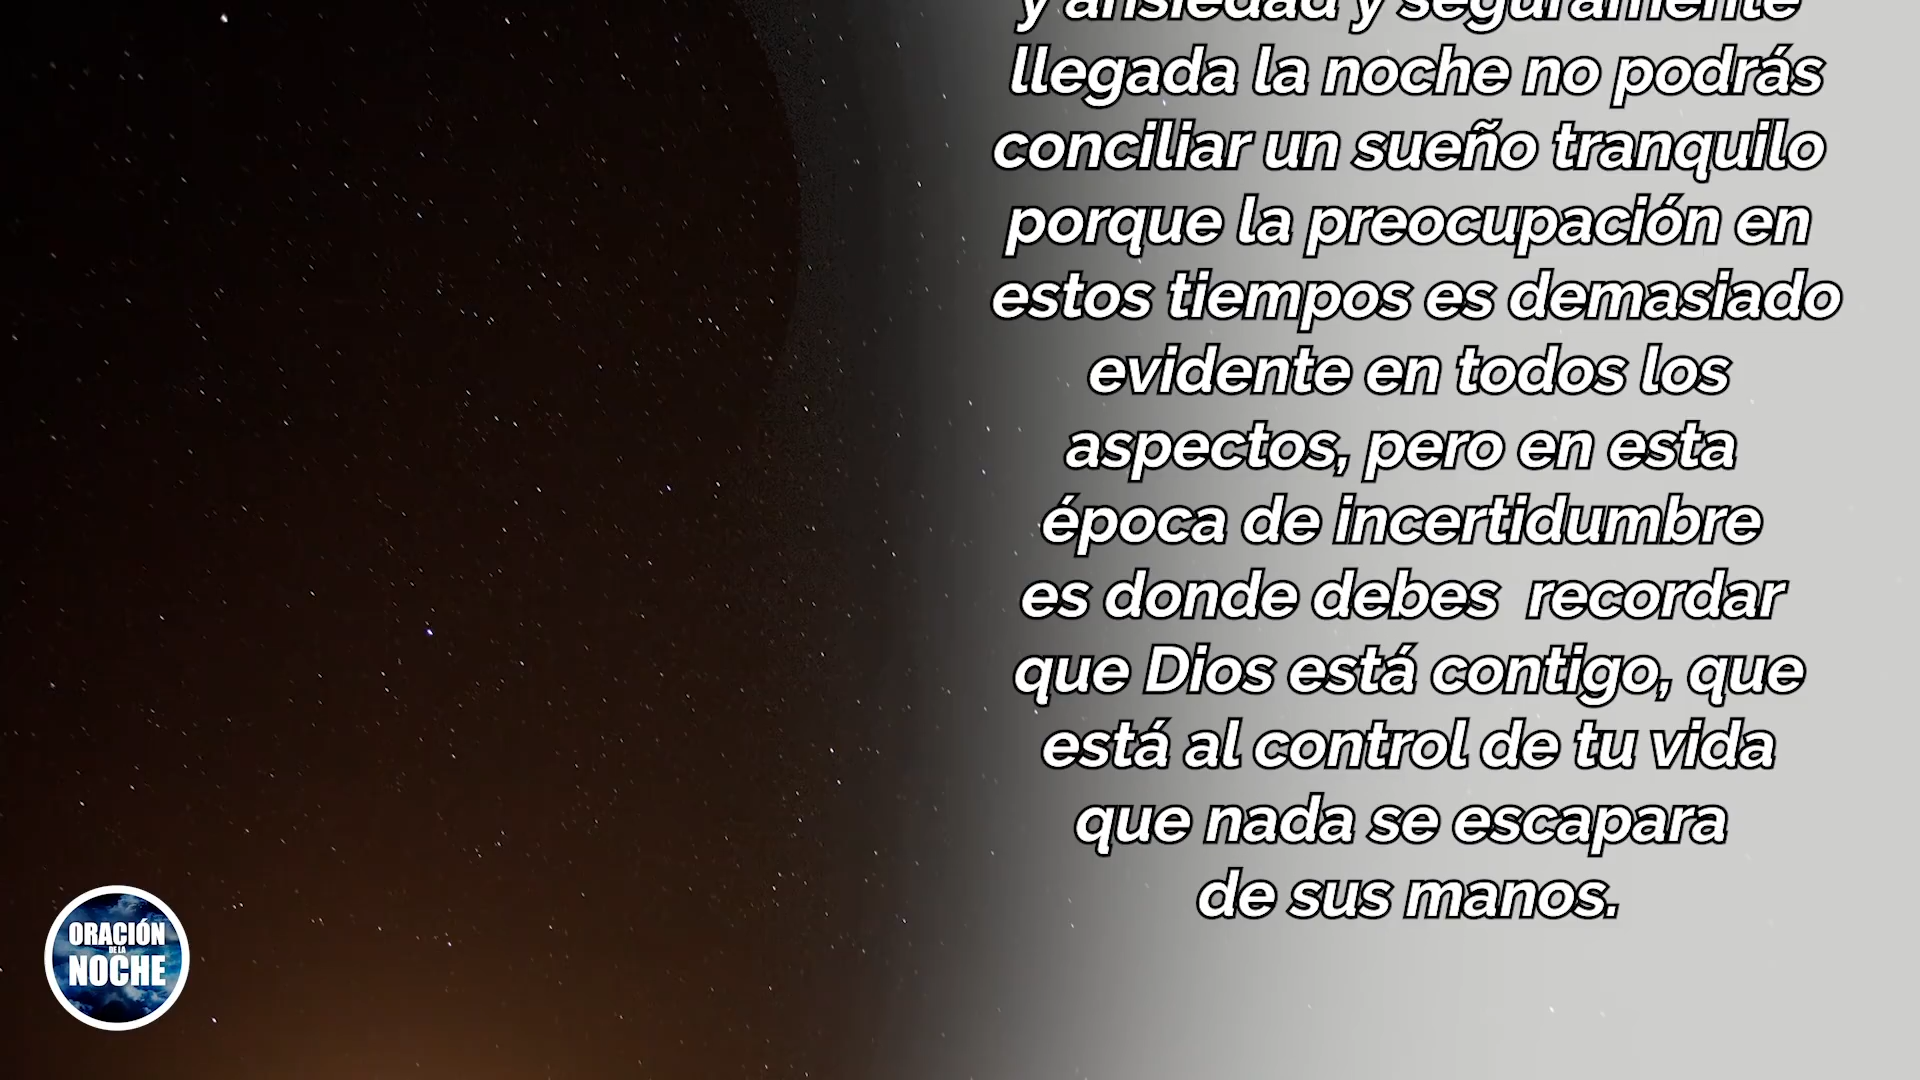 y ansiedad y seguramente
llegada la noche no podrás
conciliar un sueño tranquilo
porque la preocupación en
estos tiempos es demasiado
evidente en todos los
aspectos, pero en esta
época de incertidumbre
es donde debes  recordar
que Dios está contigo, que
está al control de tu vida
que nada se escapara
de sus manos.
ORACIÓN
DE LA
NOCHE